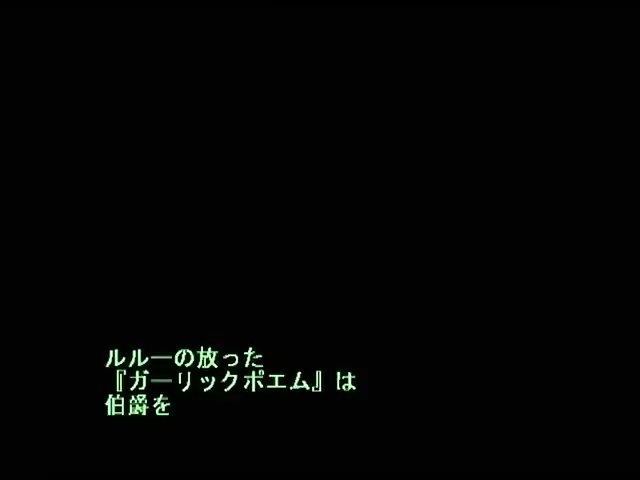 ルルーの放った
『ガーリックポエム』は
伯爵を